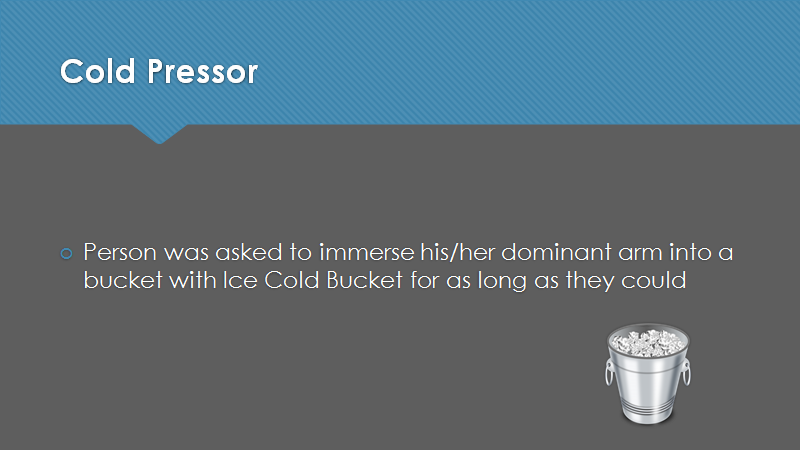 Cold Pressor
Person was asked to immerse his/her dominant arm into a
bucket with Ice Cold Bucket for as long as they could